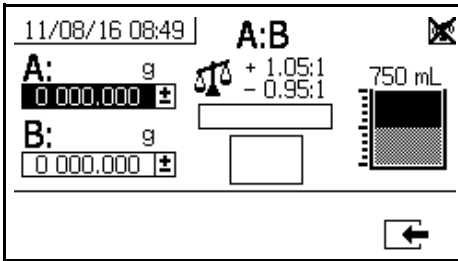 11/08/16 08:49
A:B
A: g
+ 1.05:1
- 0.95:1
750 mL
0 000.000 ±
B: g
0 000.000 ±